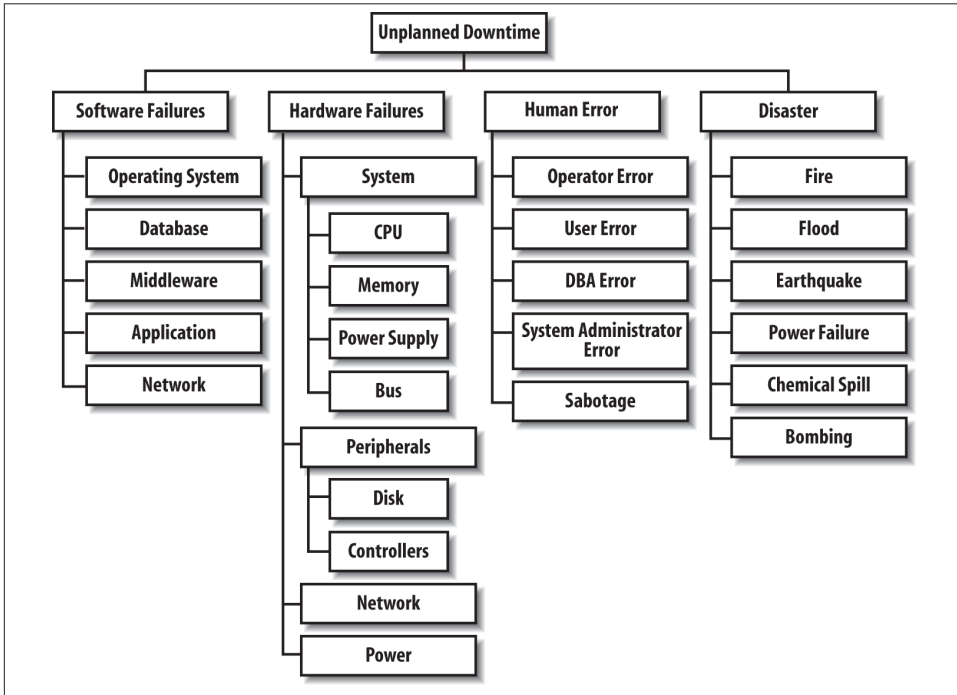 Unplanned Downtime
Software Failures
Operating System
Database
Middleware
Application
Network
Hardware Failures
System
CPU
Memory
Power Supply
Bus
Peripherals
Disk
Controllers
Network
Power
Human Error
Operator Error
User Error
DBA Error
System Administrator
Error
Sabotage
Disaster
Fire
Flood
Earthquake
Power Failure
Chemical Spill
Bombing